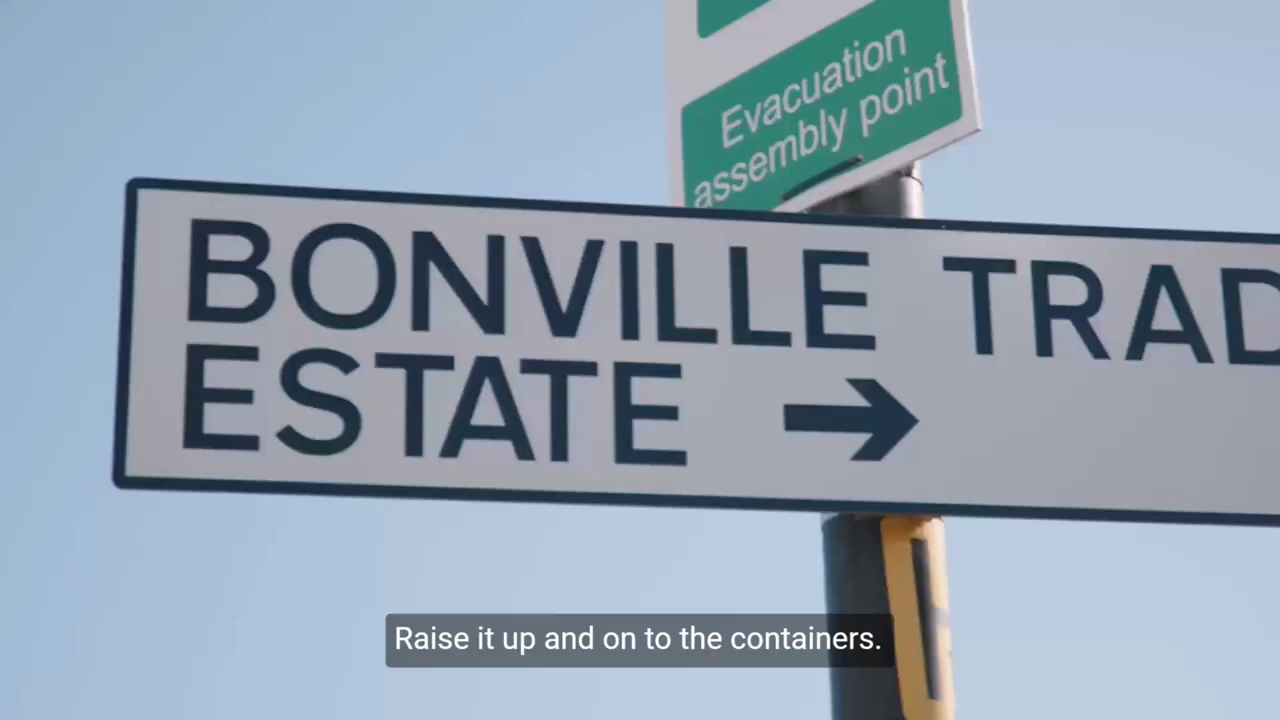 Evacuation
assembly point
BONVILLE TRAD
ESTATE →
Raise it up and on to the containers.